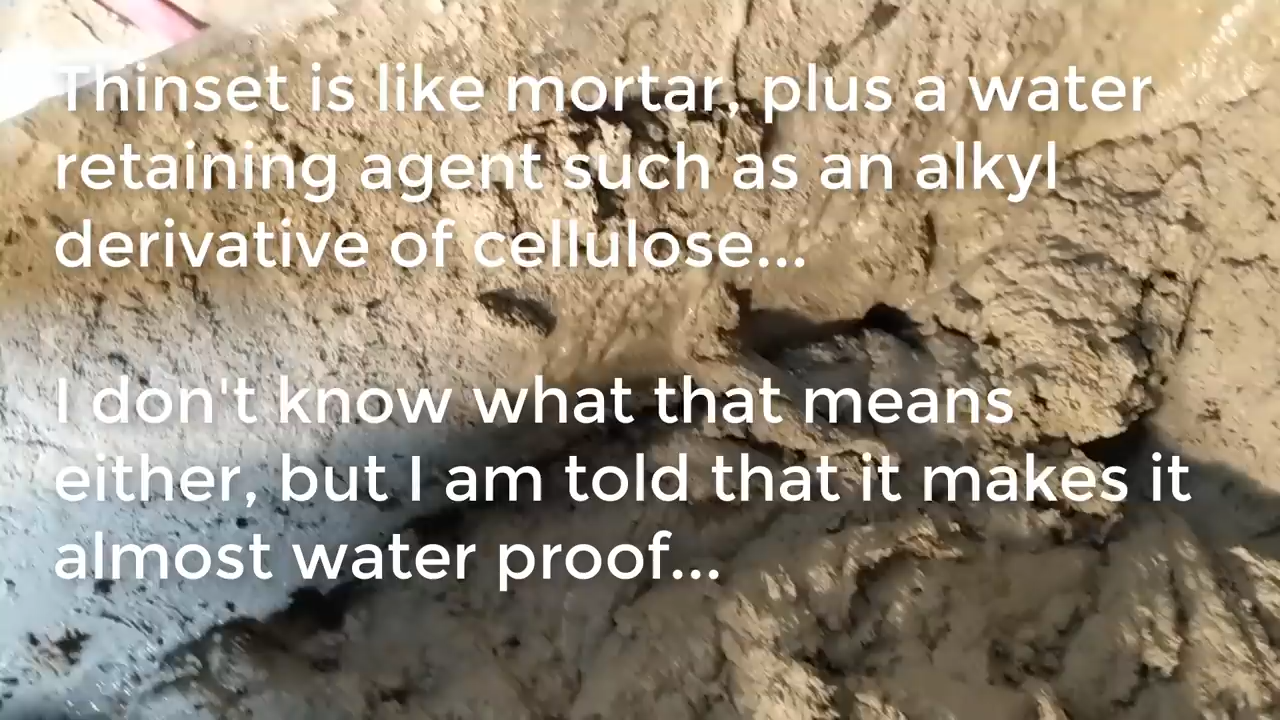 Thinset is like mortar, plus a water
retaining agent such as an alkyl
derivative of cellulose...
I don't know what that means
either, but I am told that it makes it
almost water proof...